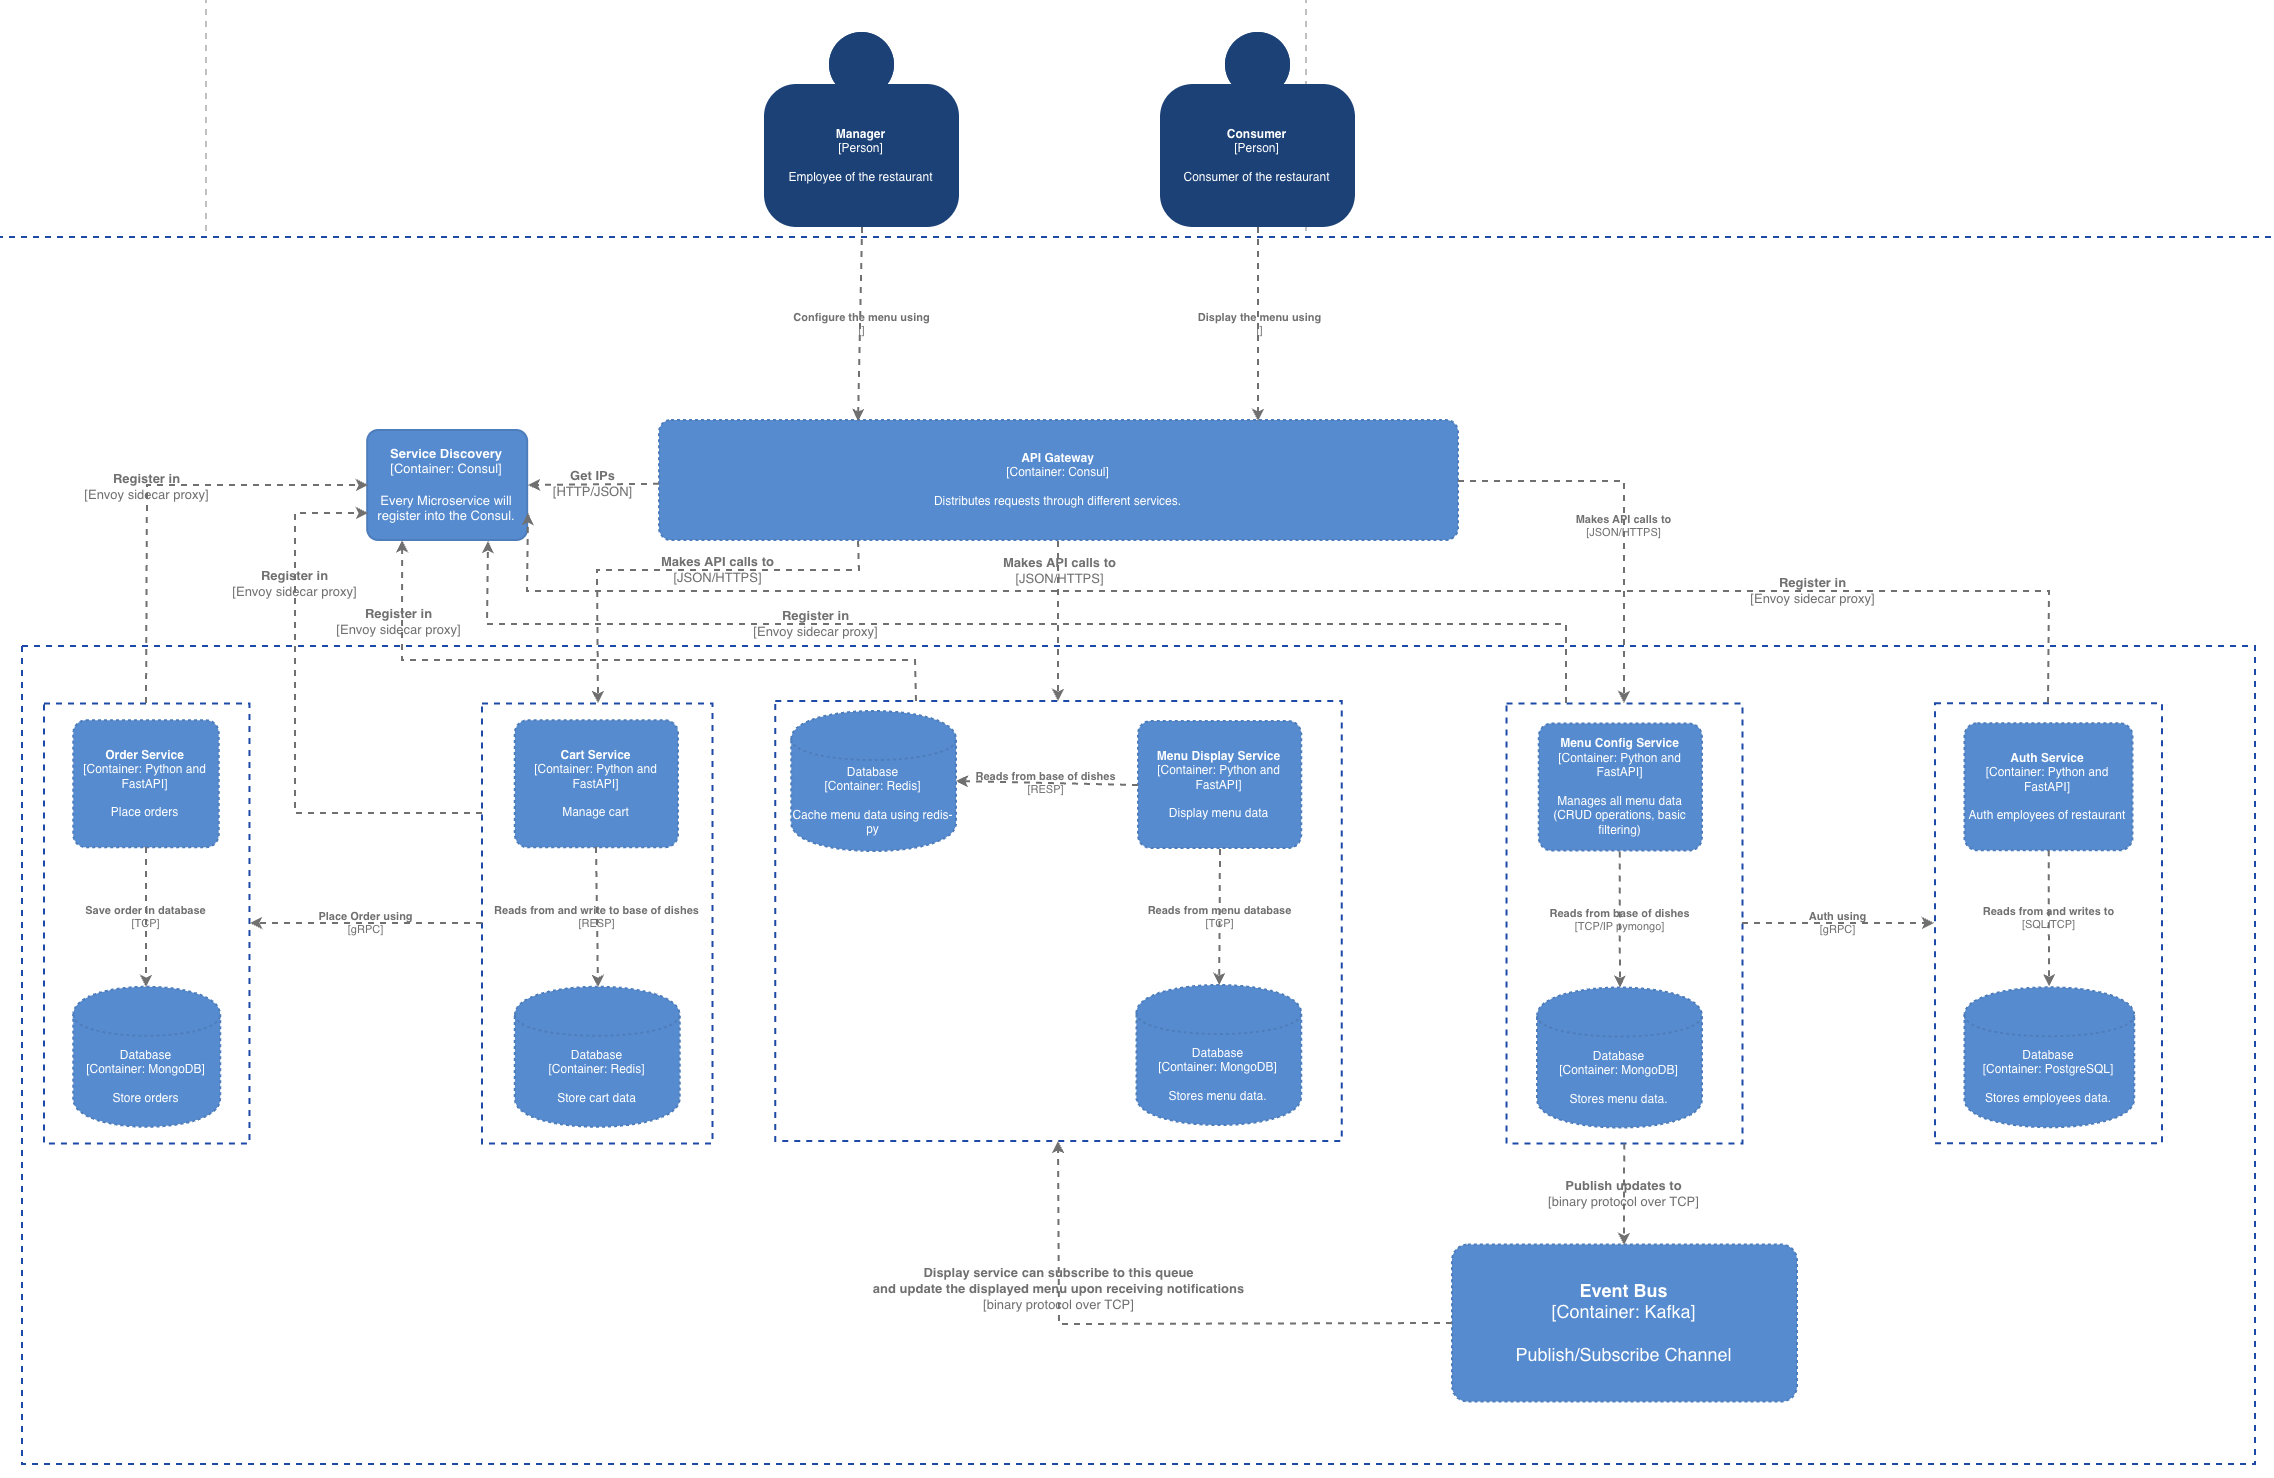 Manager
[Person]
Employee of the restaurant
Consumer
[Person]
Consumer of the restaurant
Configure the menu using
[]
Display the menu using
[]
Service Discovery
[Container: Consul]
Every Microservice will
register into the Consul.
Get IPs
[HTTP/JSON]
API Gateway
[Container: Consul]
Distributes requests through different services.
Register in
[Envoy sidecar proxy]
Makes API calls to
[JSON/HTTPS]
Makes API calls to
[JSON/HTTPS]
Makes API calls to
[JSON/HTTPS]
Register in
[Envoy sidecar proxy]
Register in
[Envoy sidecar proxy]
Register in
[Envoy sidecar proxy]
Register in
[Envoy sidecar proxy]
Order Service
[Container: Python and
FastAPI]
Place orders
Cart Service
[Container: Python and
FastAPI]
Manage cart
Database
[Container: Redis]
Cache menu data using redis-
py
Reads from base of dishes
[RESP]
Menu Display Service
[Container: Python and
FastAPI]
Display menu data
Menu Config Service
[Container: Python and
FastAPI]
Manages all menu data
(CRUD operations, basic
filtering)
Auth Service
[Container: Python and
FastAPI]
Auth employees of restaurant
Save order in database
[TCP]
Place Order using
[gRPC]
Reads from and write to base of dishes
[RESP]
Reads from menu database
[TCP]
Reads from base of dishes
[TCP/IP pymongo]
Auth using
[gRPC]
Reads from and writes to
[SQL/TCP]
Database
[Container: MongoDB]
Store orders
Database
[Container: Redis]
Store cart data
Database
[Container: MongoDB]
Stores menu data.
Database
[Container: MongoDB]
Stores menu data.
Database
[Container: PostgreSQL]
Stores employees data.
Publish updates to
[binary protocol over TCP]
Display service can subscribe to this queue
and update the displayed menu upon receiving notifications
[binary protocol over TCP]
Event Bus
[Container: Kafka]
Publish/Subscribe Channel